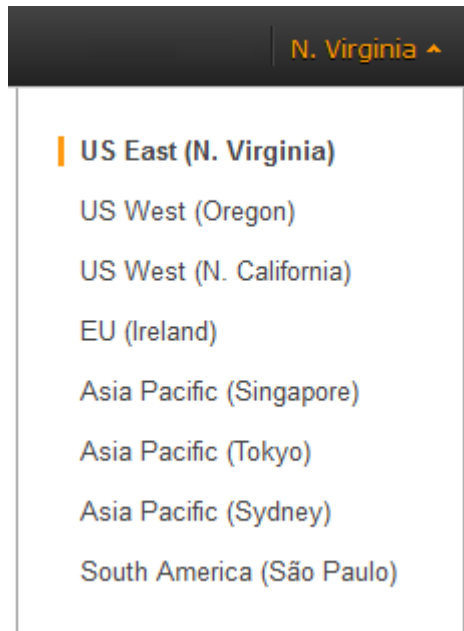 N. Virginia
US East (N. Virginia)
US West (Oregon)
US West (N. California)
EU (Ireland)
Asia Pacific (Singapore)
Asia Pacific (Tokyo)
Asia Pacific (Sydney)
South America (São Paulo)